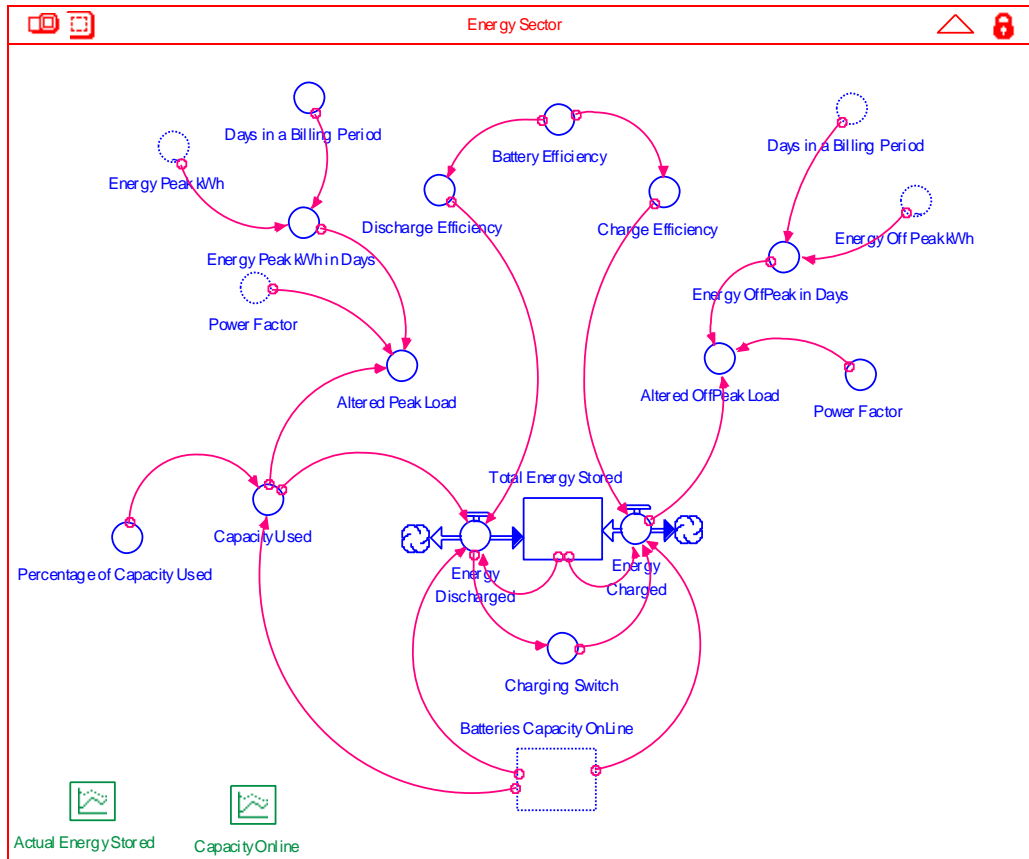 Energy Sector
Days in a Billing Period
Energy Peak kWh
Battery Efficiency
Days in a Billing Period
Discharge Efficiency
Charge Efficiency
Energy Off Peak kWh
Energy Peak kWh in Days
Energy OffPeak in Days
Power Factor
Altered Peak Load
Altered OffPeak Load
Power Factor
Total Energy Stored
Capacity Used
Percentage of Capacity Used
Energy
Discharged
Energy
Charged
Charging Switch
Batteries Capacity OnLine
Actual Energy Stored
Capacity Online